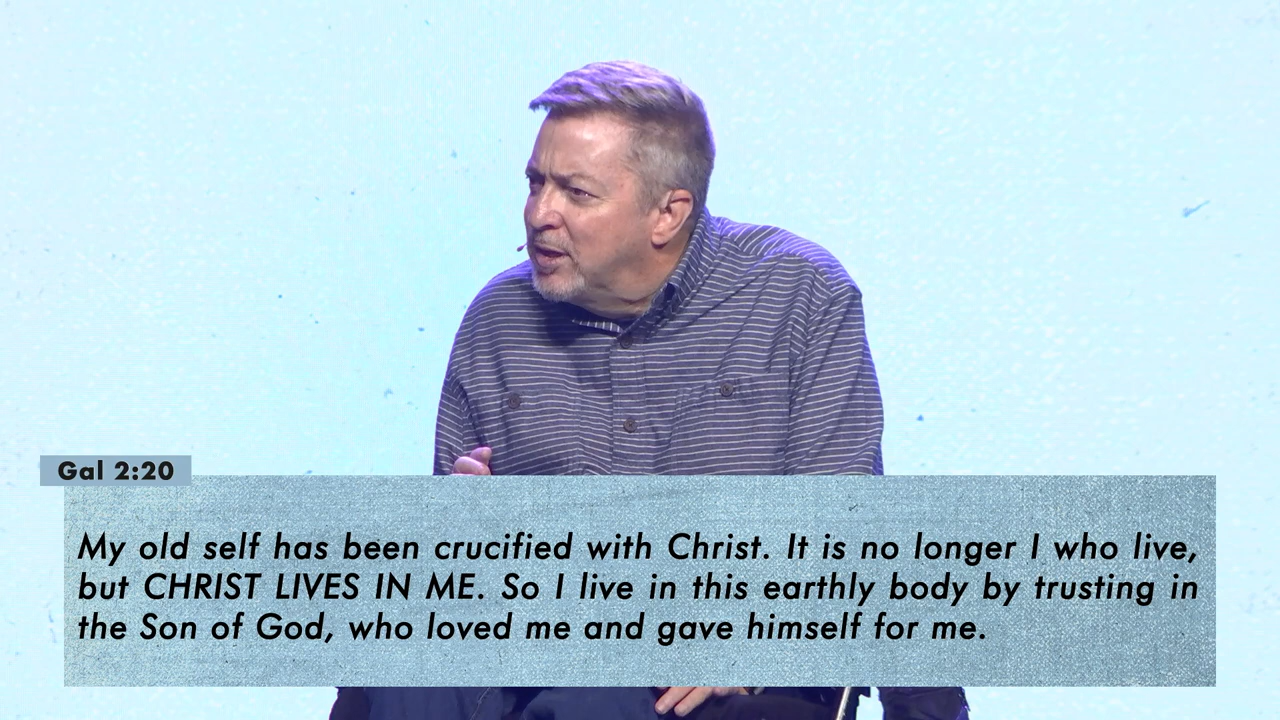 Gal 2:20
My old self has been crucified with Christ. It is no longer I who live,
but CHRIST LIVES IN ME. So I live in this earthly body by trusting in
the Son of God, who loved me and gave himself for me.